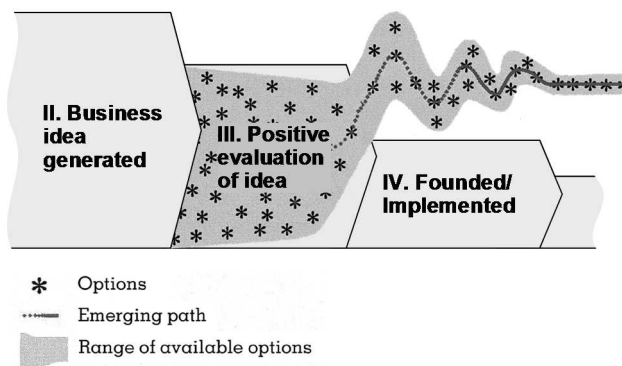 II. Business
idea
generated
III. Positive
evaluation
of idea
IV. Founded/
Implemented
Options
Emerging path
Range of available options